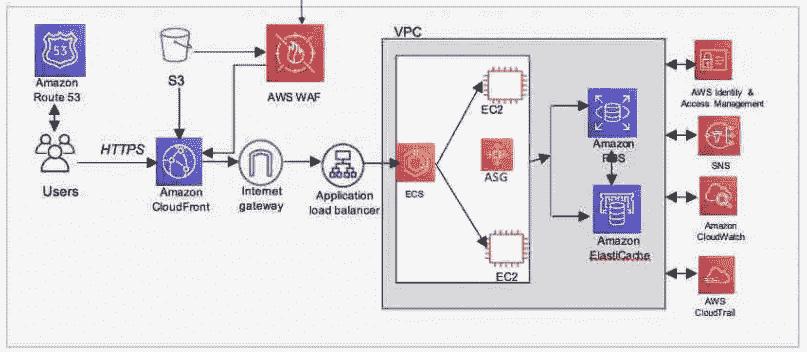 VPC
53
Amazon
Route 53
S3
AWS WAF
EC2
AWS Identity &
Access Management
HTTPS
Users
Amazon
CloudFront
Internet
gateway
Application
load balancer
ECS
ASG
EC2
Amazon
RDS
Amazon
ElastiCache
SNS
Amazon
CloudWatch
AWS
CloudTrail